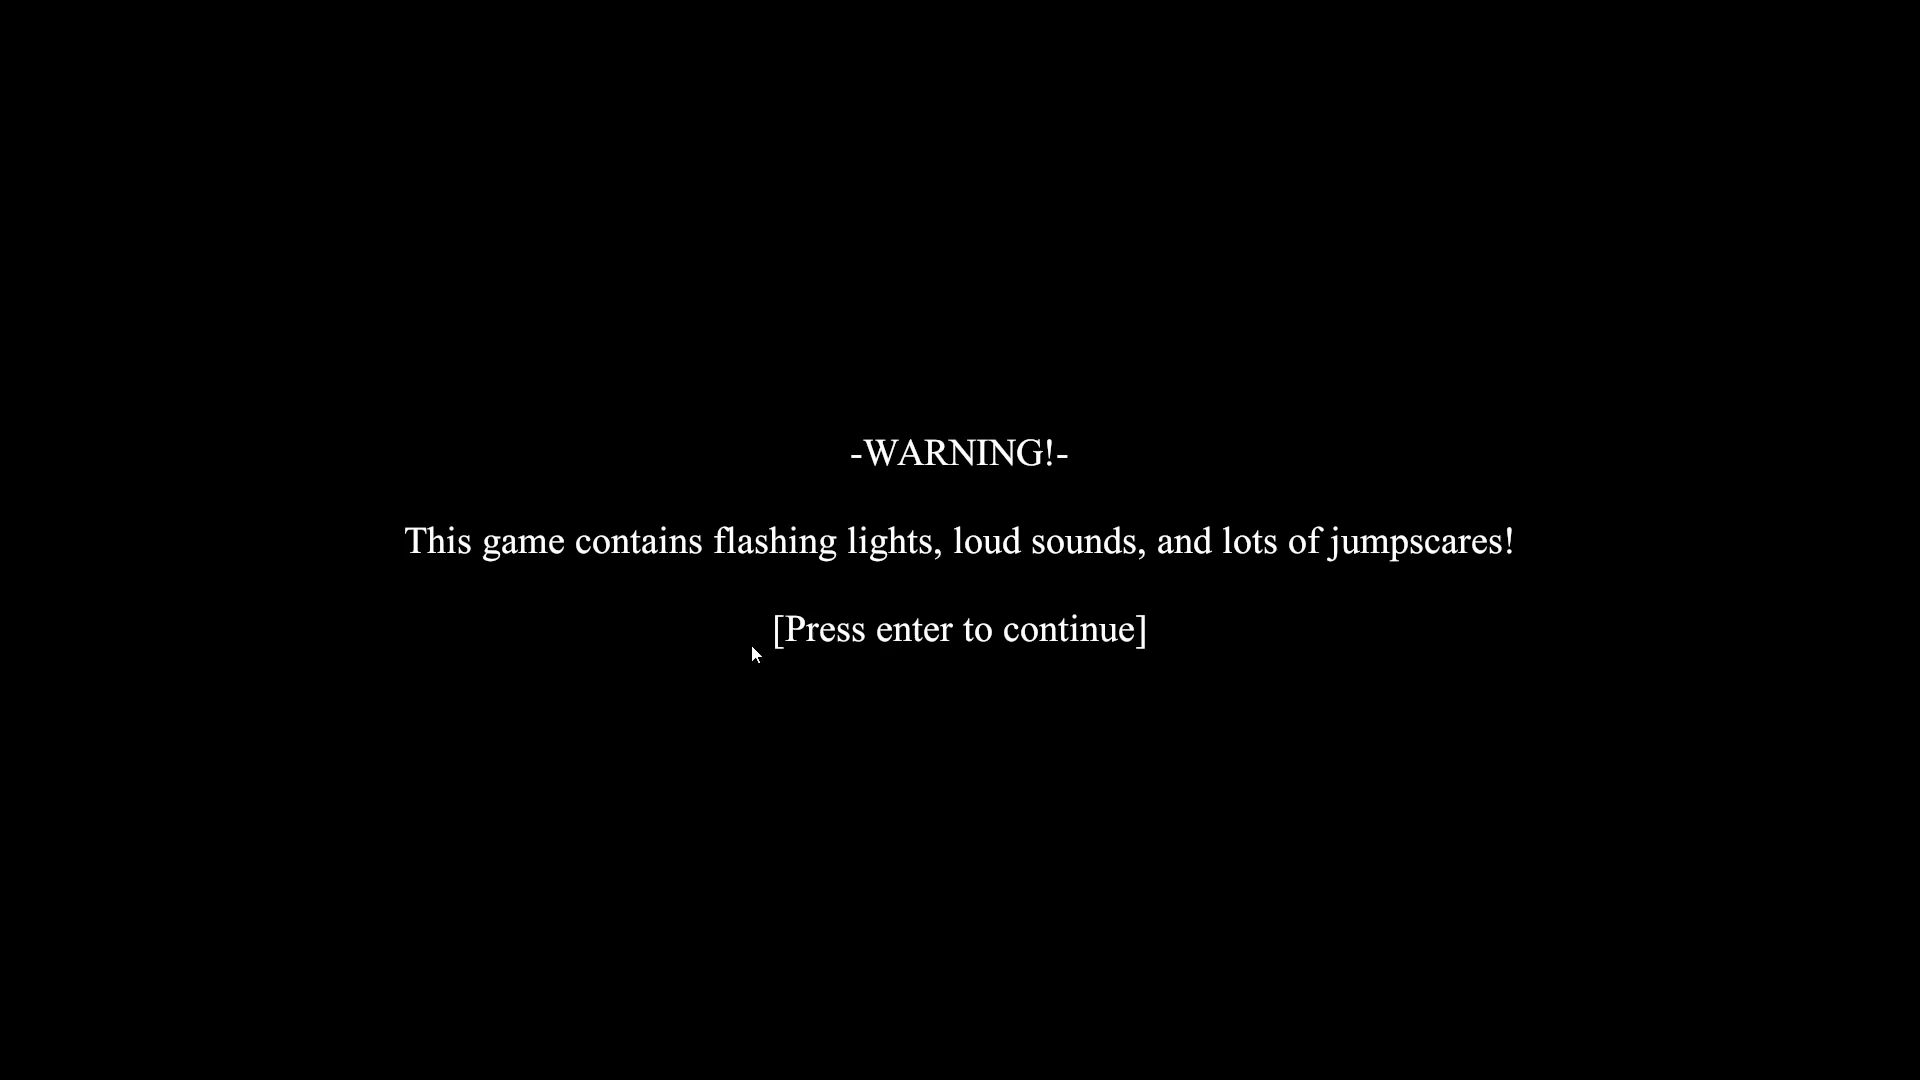 -WARNING!-
This game contains flashing lights, loud sounds, and lots of jumpscares!
[Press enter to continue]